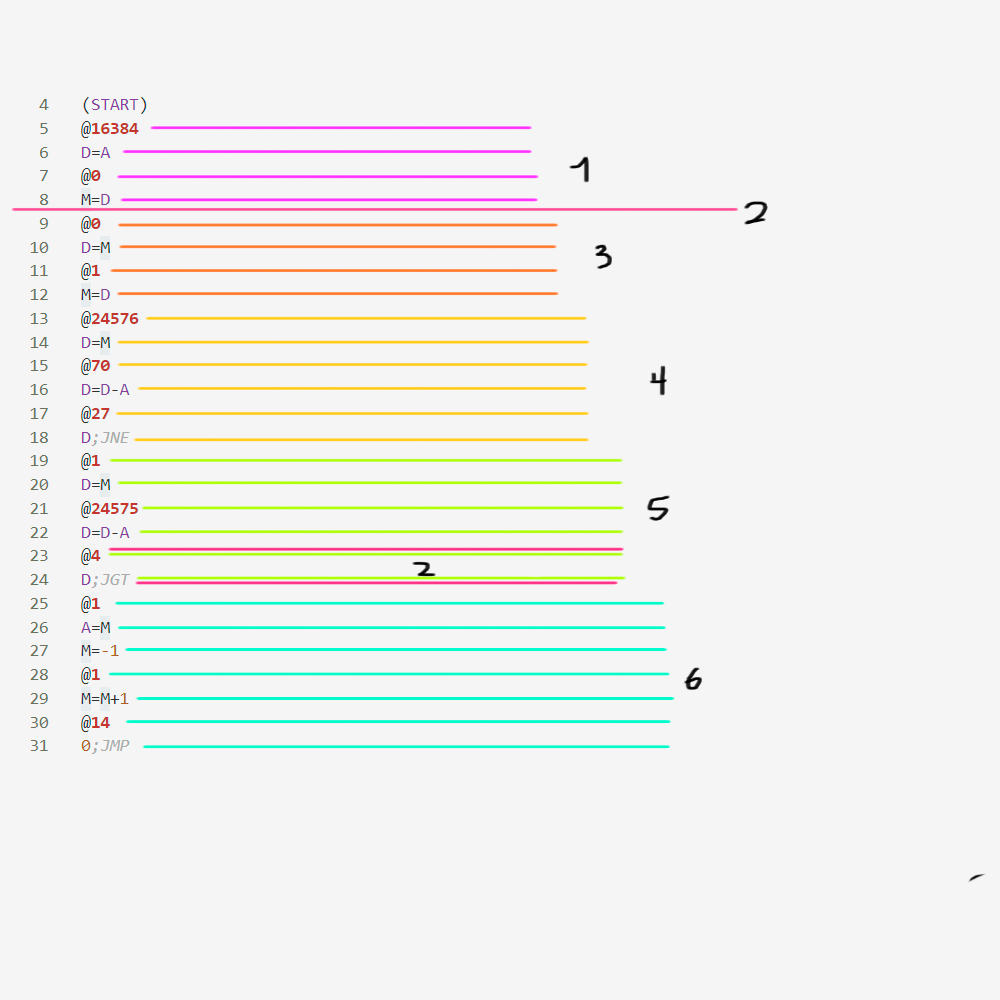 4 (START)
5 @16384
6 D=A
7 @0
1
8 M=D
2
9 @0
10 D=M
3
11 @1
12 M=D
13 @24576
14 D=M
15 @70
4
16 D=D-A
17 @27
18 D;JNE
19 @1
20 D=M
21 @24575
5
22 D=D-A
23 @4
2
24 D;JGT
25 @1
26 A=M
27 M=-1
28 @1
6
29 M=M+1
30 @14
31 0;JMP